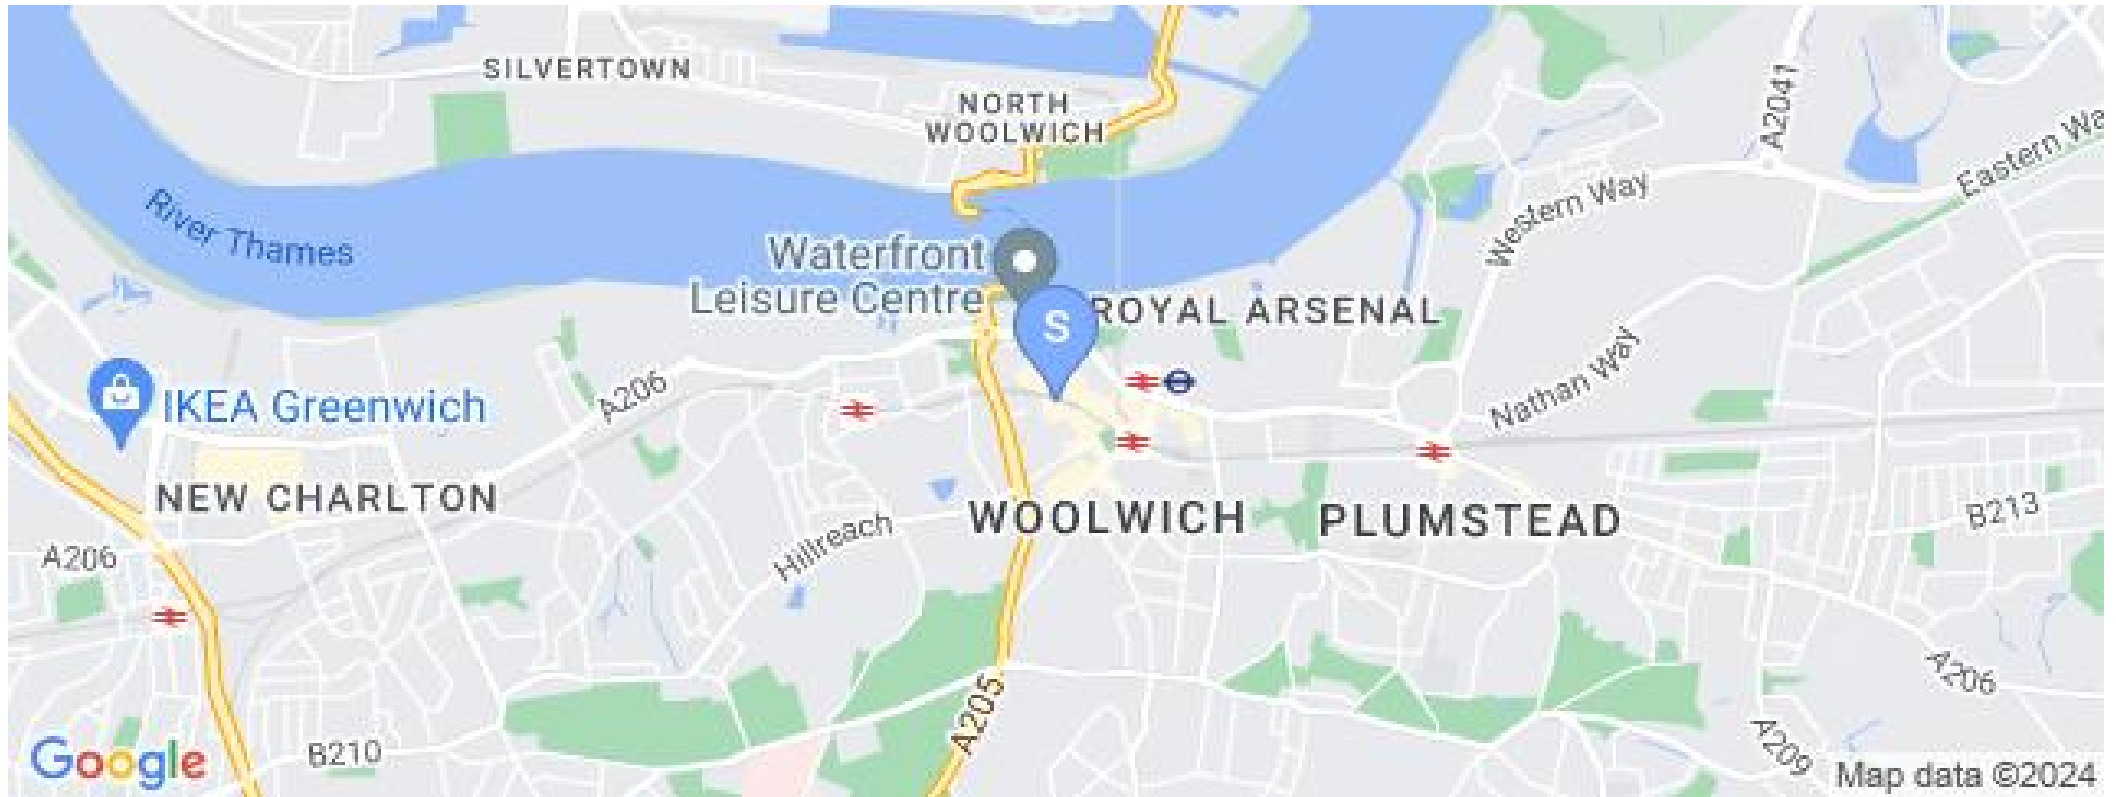 SILVERTOWN
NORTH
WOOLWICH
A2041
Eastern Wa
River Thames
Western Way
Waterfront
Leisure Centre
S
ROYAL ARSENAL
IKEA Greenwich
A206
Nathan Way
NEW CHARLTON
WOOLWICH
PLUMSTEAD
B213
A206
Hillreach
A206
A205
B210
A209
Google
Map data ©2024